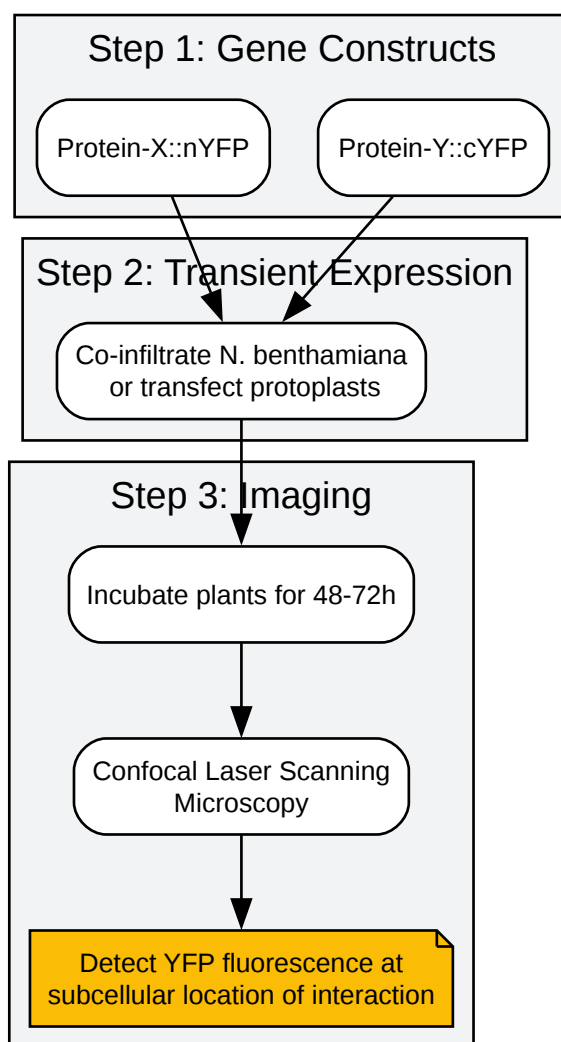 Step 1: Gene Constructs
Protein-X::nYFP
Protein-Y::cYFP
Step 2: Transient Expression
Co-infiltrate N. benthamiana
or transfect protoplasts
Step 3: Imaging
Incubate plants for 48-72h
Confocal Laser Scanning
Microscopy
Detect YFP fluorescence at
subcellular location of interaction